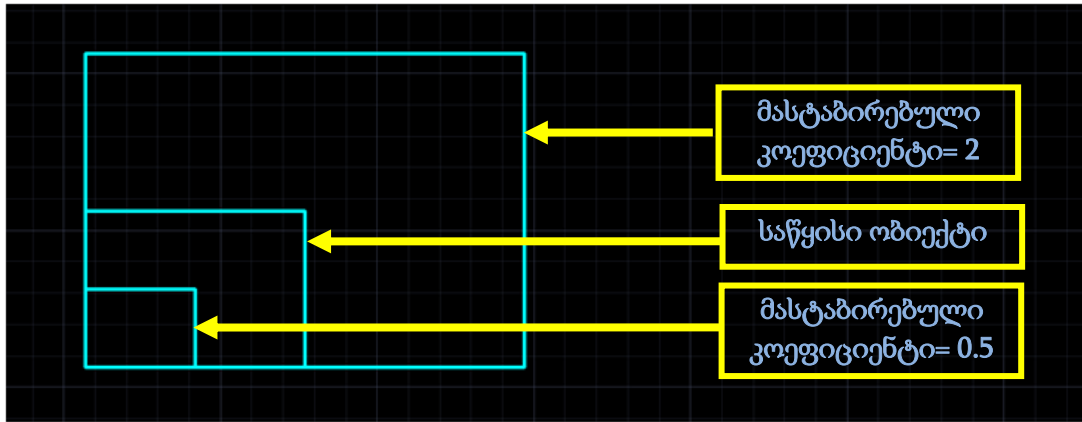 მასტაბირებული
კოეფიციენტი= 2
საწყისი ობიექტი
მასტაბირებული
კოეფიციენტი= 0.5